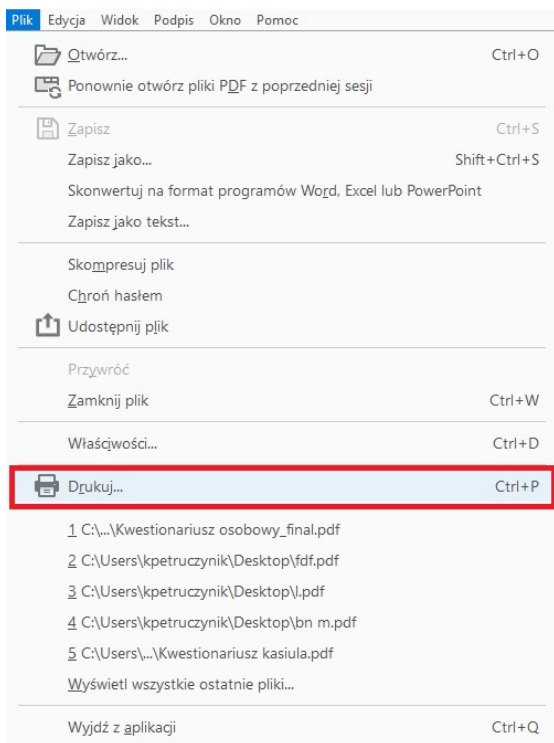 Plik Edycja Widok Podpis Okno Pomoc
Otwórz... Ctrl+O
Ponownie otwórz pliki PDF z poprzedniej sesji
Zapisz Ctrl+S
Zapisz jako... Shift+Ctrl+S
Skonwertuj na format programów Word, Excel lub PowerPoint
Zapisz jako tekst...
Skompresuj plik
Chroń hasłem
Udostępnij plik
Przywróć
Zamknij plik Ctrl+W
Właściwości... Ctrl+D
Drukuj... Ctrl+P
1 C:\...\Kwestionariusz osobowy_final.pdf
2 C:\Users\kpetruczynik\Desktop\fdf.pdf
3 C:\Users\kpetruczynik\Desktop\l.pdf
4 C:\Users\kpetruczynik\Desktop\bn m.pdf
5 C:\Users\...\Kwestionariusz kasiula.pdf
Wyświetl wszystkie ostatnie pliki...
Wyjdź z aplikacji Ctrl+Q